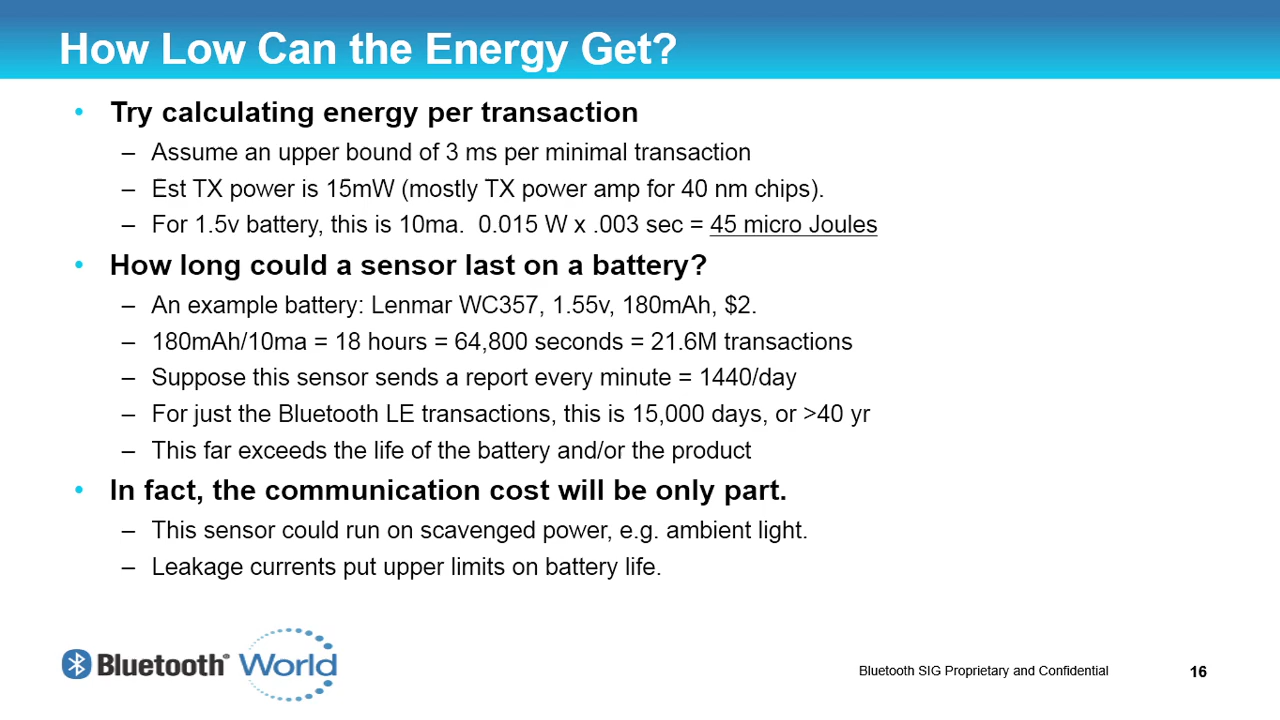 How Low Can the Energy Get?
• Try calculating energy per transaction
– Assume an upper bound of 3 ms per minimal transaction
– Est TX power is 15mW (mostly TX power amp for 40 nm chips).
– For 1.5v battery, this is 10ma. 0.015 W x .003 sec = 45 micro Joules
• How long could a sensor last on a battery?
– An example battery: Lenmar WC357, 1.55v, 180mAh, $2.
– 180mAh/10ma = 18 hours = 64,800 seconds = 21.6M transactions
– Suppose this sensor sends a report every minute = 1440/day
– For just the Bluetooth LE transactions, this is 15,000 days, or >40 yr
– This far exceeds the life of the battery and/or the product
• In fact, the communication cost will be only part.
– This sensor could run on scavenged power, e.g. ambient light.
– Leakage currents put upper limits on battery life.
Bluetooth® World
Bluetooth SIG Proprietary and Confidential
16